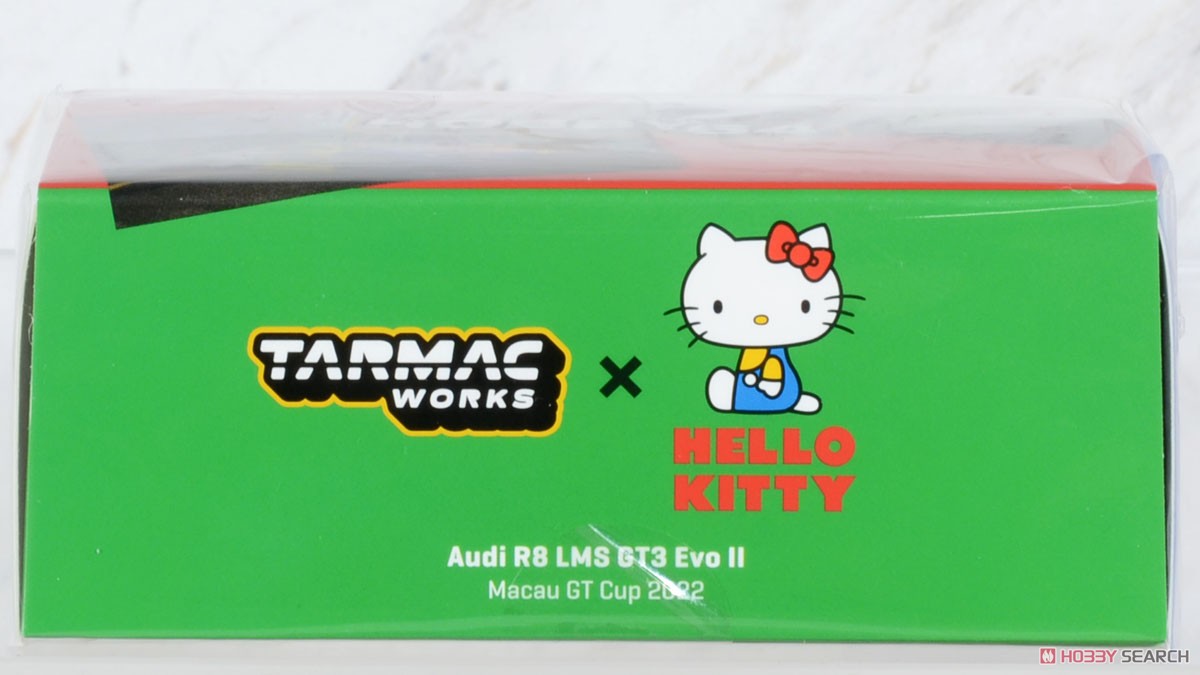 TARMAC
WORKS
×
HELLO
KITTY
Audi R8 LMS GT3 Evo II
Macau GT Cup 2022
HOBBY SEARCH